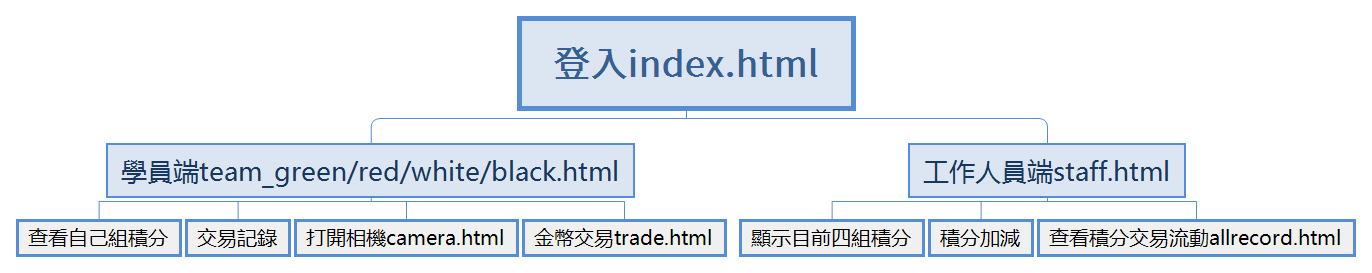 登入index.html
學員端team_green/red/white/black.html
工作人員端staff.html
查看自己組積分
交易記錄
打開相機camera.html
金幣交易trade.html
顯示目前四組積分
積分加減
查看積分交易流動allrecord.html